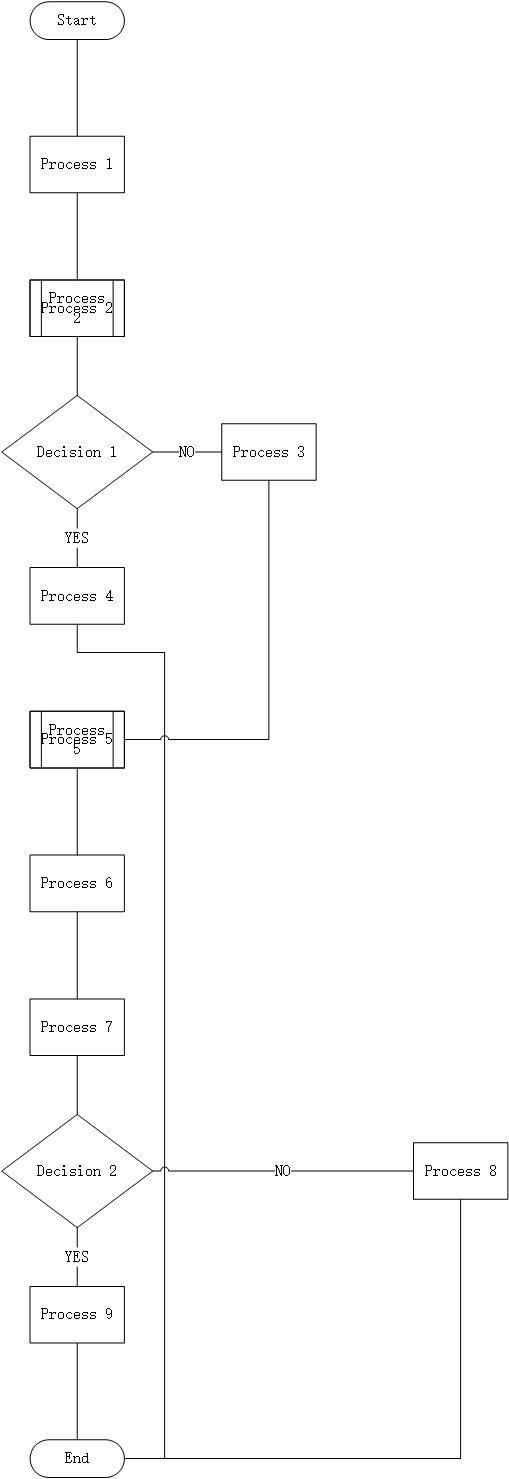 Start
Process 1
Process
2
Process 2
Decision 1
NO
Process 3
YES
Process 4
Process
5
Process 5
Process 6
Process 7
Decision 2
NO
Process 8
YES
Process 9
End